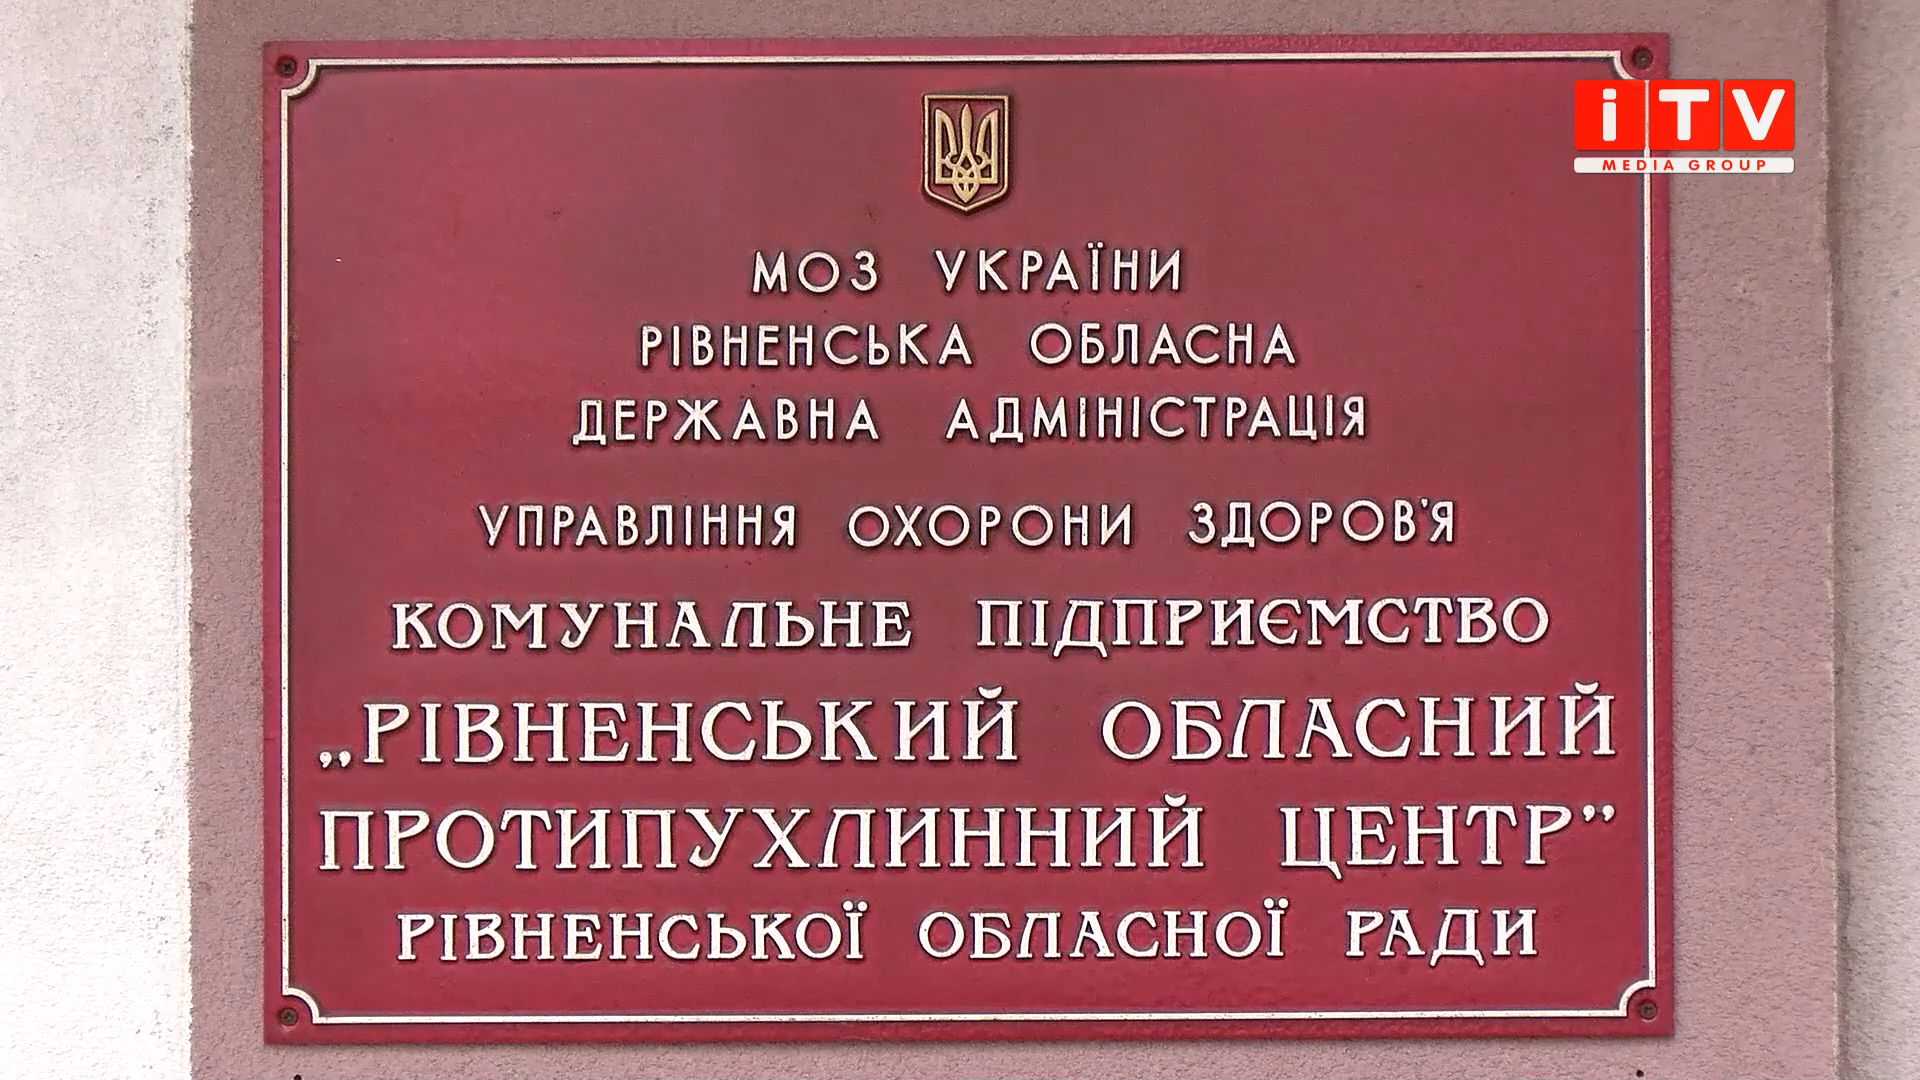 iTV
MEDIA GROUP
МОЗ УКРАЇНИ
РІВНЕНСЬКА ОБЛАСНА
ДЕРЖАВНА АДМІНІСТРАЦІЯ
УПРАВЛІННЯ ОХОРОНИ ЗДОРОВ'Я
КОМУНАЛЬНЕ ПІДПРИЄМСТВО
„РІВНЕНСЬКИЙ ОБЛАСНИЙ
ПРОТИПУХЛИННИЙ ЦЕНТР”
РІВНЕНСЬКОЇ ОБЛАСНОЇ РАДИ